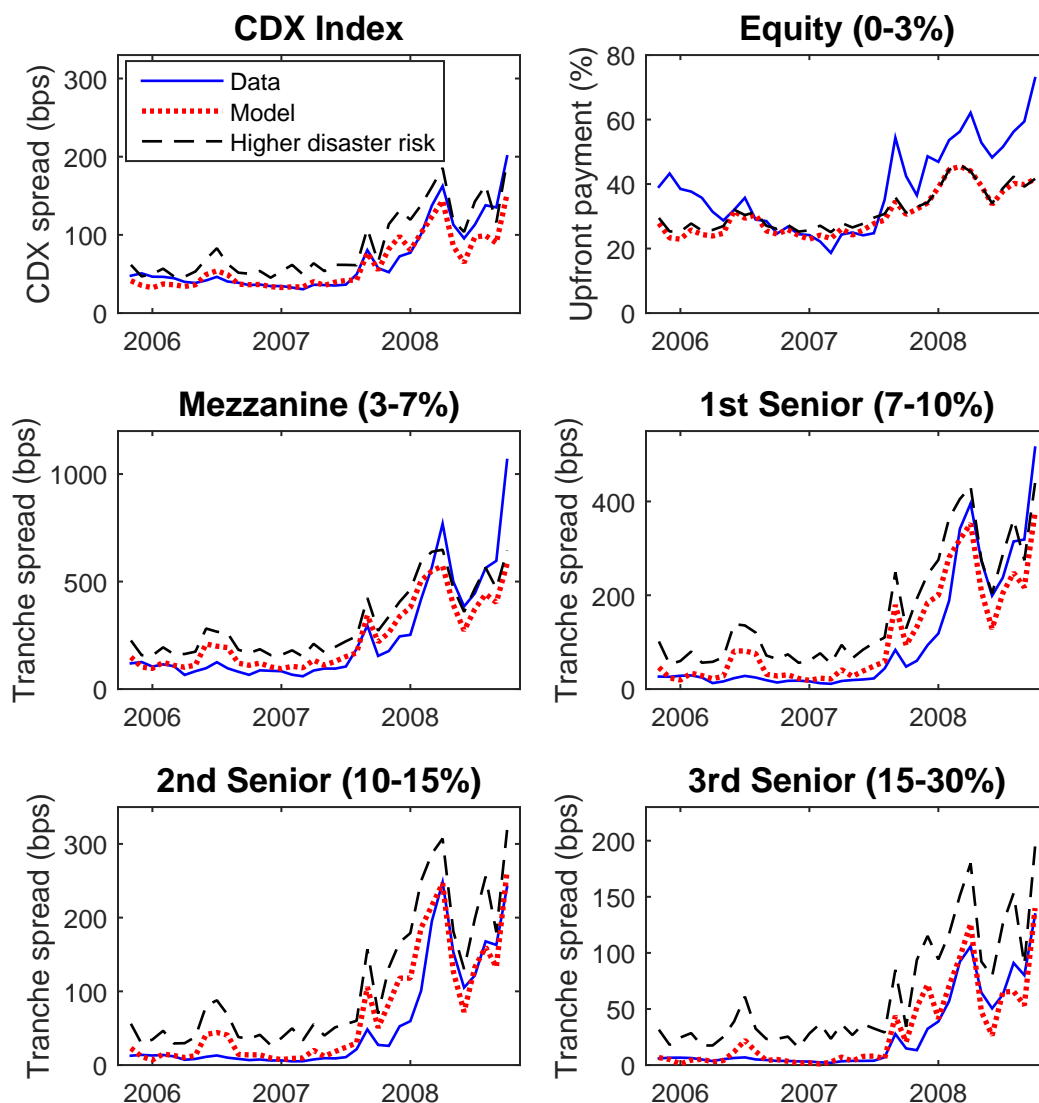 CDX Index
CDX spread (bps)
300
200
100
0
Data
Model
Higher disaster risk
2006
2007
2008
Equity (0-3%)
Upfront payment (%)
80
60
40
20
0
2006
2007
2008
Mezzanine (3-7%)
Tranche spread (bps)
1000
500
0
2006
2007
2008
1st Senior (7-10%)
Tranche spread (bps)
400
200
0
2006
2007
2008
2nd Senior (10-15%)
Tranche spread (bps)
300
200
100
0
2006
2007
2008
3rd Senior (15-30%)
Tranche spread (bps)
200
150
100
50
0
2006
2007
2008